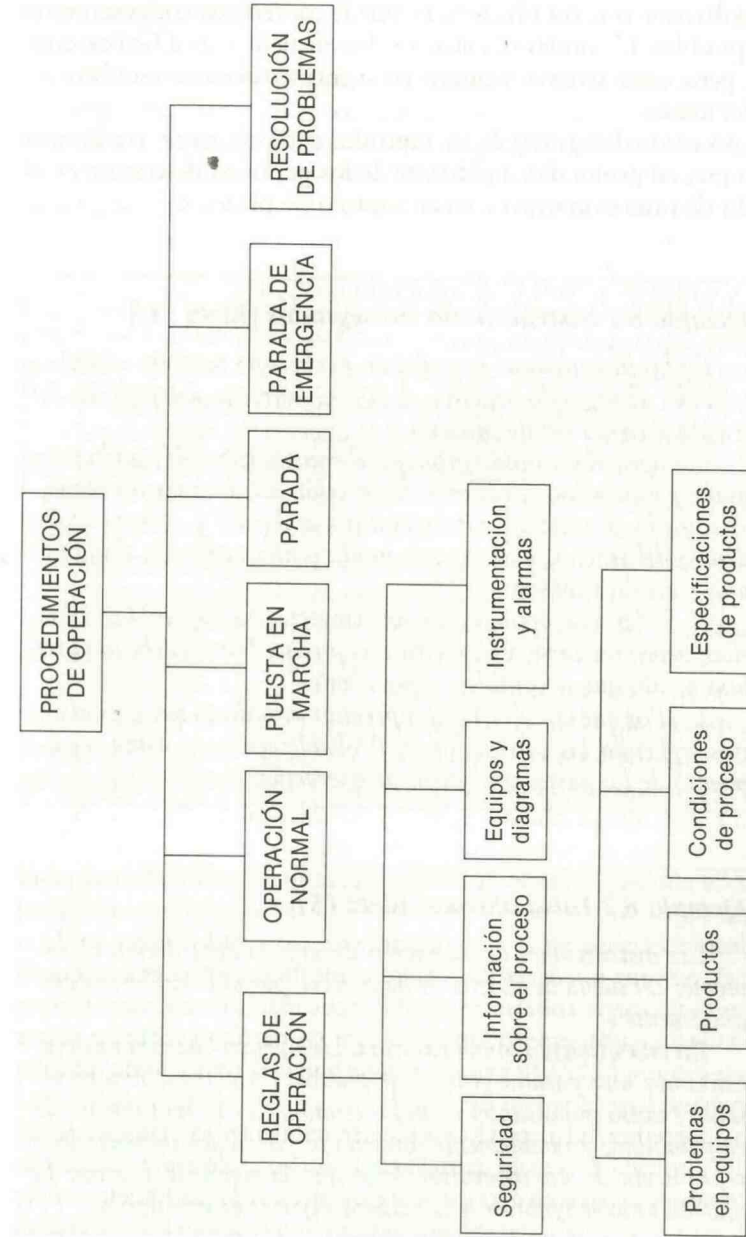 PROCEDIMIENTOS
DE OPERACIÓN
REGLAS DE
OPERACIÓN
OPERACIÓN
NORMAL
PUESTA EN
MARCHA
PARADA
PARADA DE
EMERGENCIA
RESOLUCIÓN
DE PROBLEMAS
Seguridad
Información
sobre el proceso
Equipos y
diagramas
Instrumentación
y alarmas
Problemas
en equipos
Productos
Condiciones
de proceso
Especificaciones
de productos